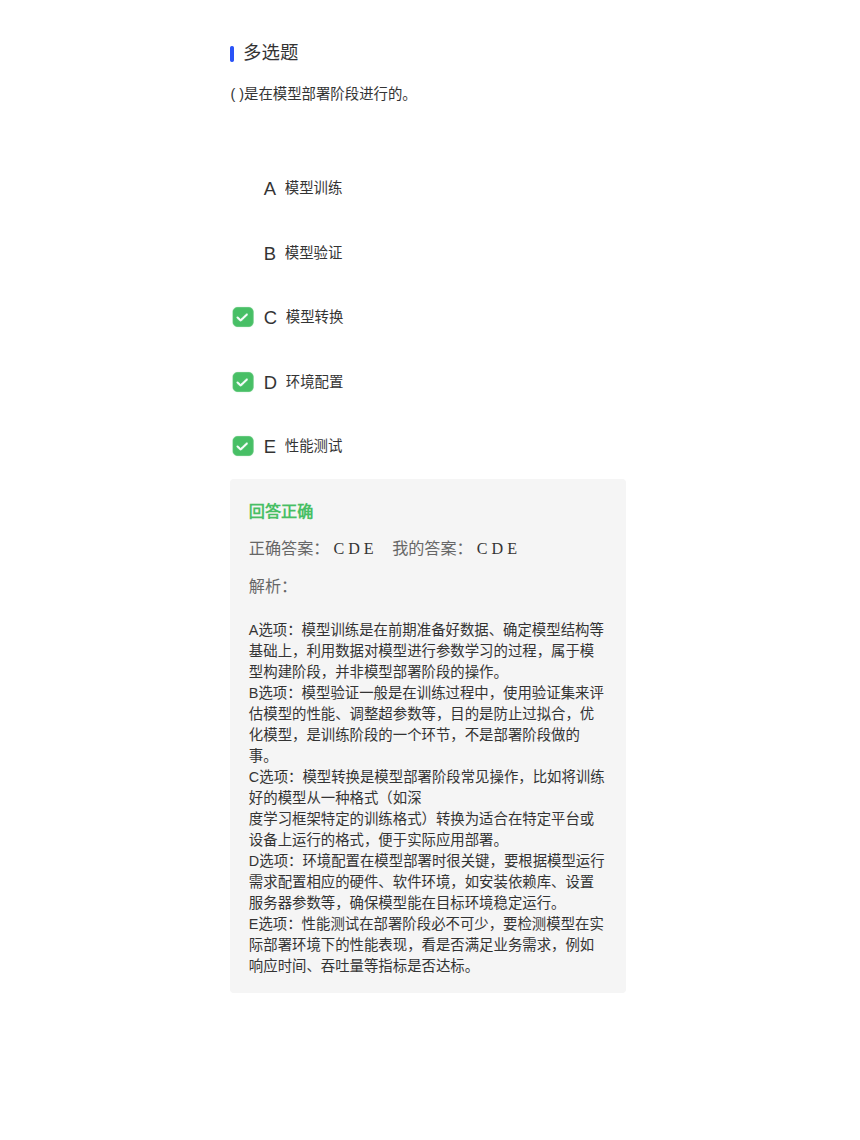 多选题
( )是在模型部署阶段进行的。
A 模型训练
B 模型验证
C 模型转换
D 环境配置
E 性能测试
回答正确
正确答案： C D E 我的答案： C D E
解析：
A选项：模型训练是在前期准备好数据、确定模型结构等
基础上，利用数据对模型进行参数学习的过程，属于模
型构建阶段，并非模型部署阶段的操作。
B选项：模型验证一般是在训练过程中，使用验证集来评
估模型的性能、调整超参数等，目的是防止过拟合，优
化模型，是训练阶段的一个环节，不是部署阶段做的
事。
C选项：模型转换是模型部署阶段常见操作，比如将训练
好的模型从一种格式（如深
度学习框架特定的训练格式）转换为适合在特定平台或
设备上运行的格式，便于实际应用部署。
D选项：环境配置在模型部署时很关键，要根据模型运行
需求配置相应的硬件、软件环境，如安装依赖库、设置
服务器参数等，确保模型能在目标环境稳定运行。
E选项：性能测试在部署阶段必不可少，要检测模型在实
际部署环境下的性能表现，看是否满足业务需求，例如
响应时间、吞吐量等指标是否达标。